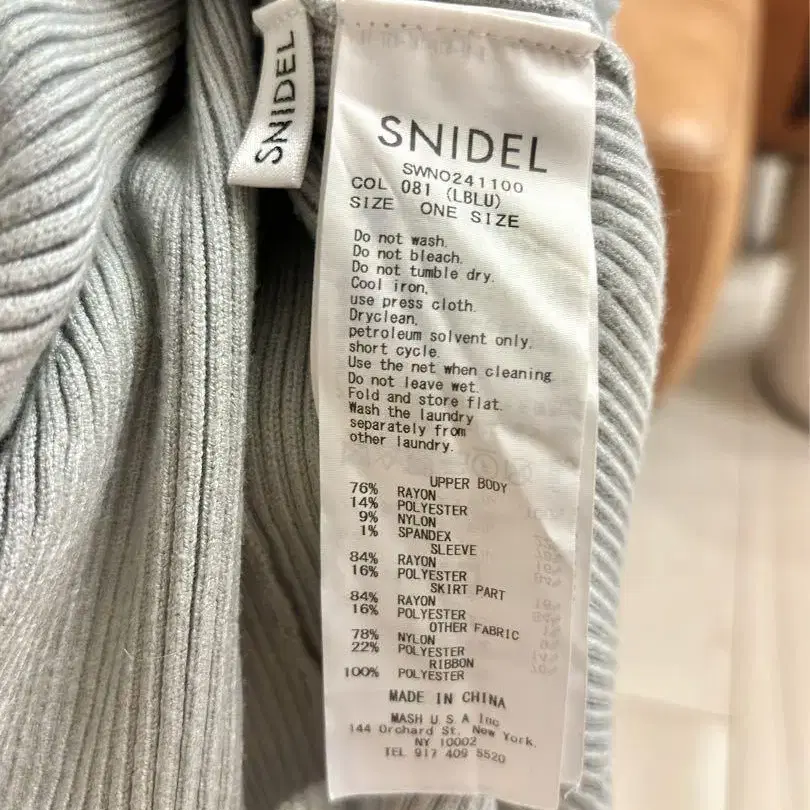 SNIDEL
SNIDEL
SWNO241100
COL 081 (LBLU)
SIZE ONE SIZE
Do not wash.
Do not bleach.
Do not tumble dry.
Cool iron,
use press cloth.
Dryclean,
petroleum solvent only.
short cycle.
Use the net when cleaning
Do not leave wet.
Fold and store flat.
Wash the laundry
separately from
other laundry.
UPPER BODY
76% RAYON
14% POLYESTER
9% NYLON
1% SPANDEX
SLEEVE
84% RAYON
16% POLYESTER
SKIRT PART
84% RAYON
16% POLYESTER
OTHER FABRIC
78% NYLON
22% POLYESTER
RIBBON
100% POLYESTER
MADE IN CHINA
MASH U S A Inc
144 Orchard St. New York,
NY 10002
TEL 917 409 5520